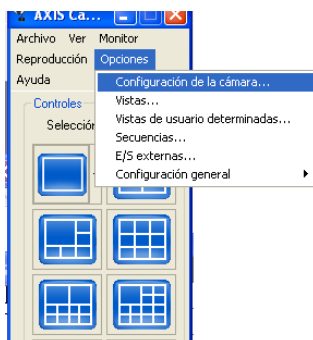 AXIS Ca...
Archivo Ver Monitor
Reproducción Opciones
Ayuda
Configuración de la cámara...
Vistas...
Vistas de usuario determinadas...
Secuencias...
E/S externas...
Configuración general
Controles